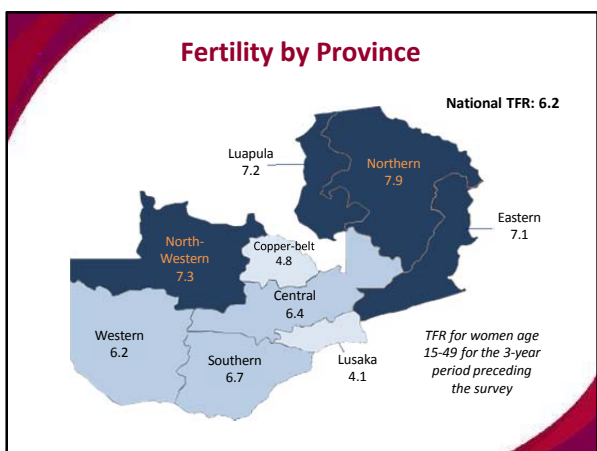 Fertility by Province
National TFR: 6.2
Luapula
7.2
Northern
7.9
Eastern
7.1
North-
Western
7.3
Copper-belt
4.8
Central
6.4
Western
6.2
Southern
6.7
Lusaka
4.1
TFR for women age
15-49 for the 3-year
period preceding
the survey